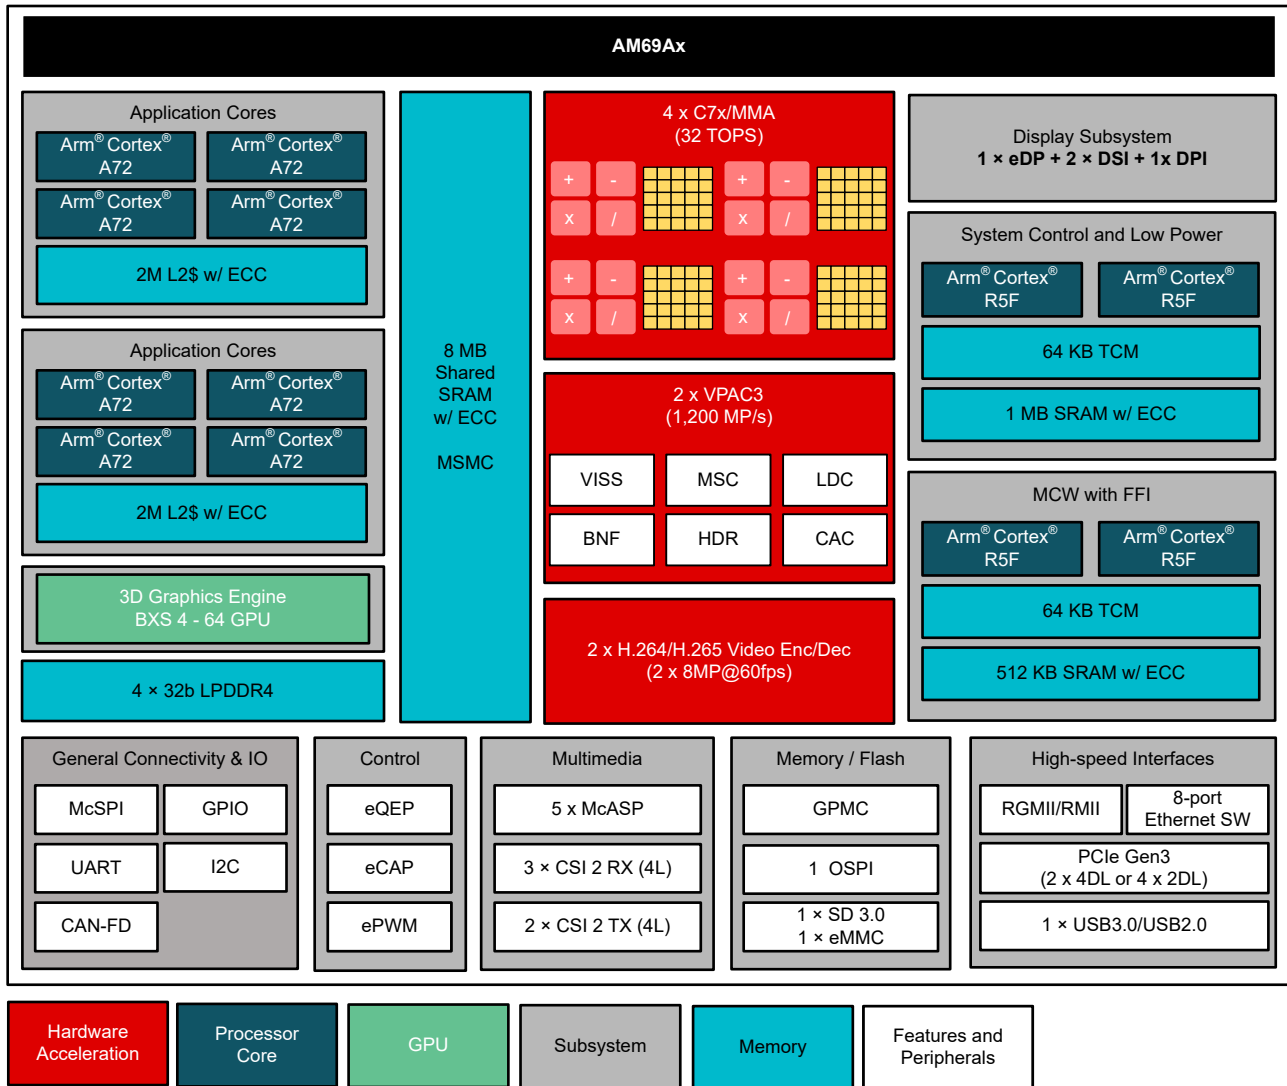 AM69Ax
Application Cores
Arm® Cortex®
A72
Arm® Cortex®
A72
Arm® Cortex®
A72
Arm® Cortex®
A72
2M L2$ w/ ECC
Application Cores
Arm® Cortex®
A72
Arm® Cortex®
A72
Arm® Cortex®
A72
Arm® Cortex®
A72
2M L2$ w/ ECC
3D Graphics Engine
BXS 4 - 64 GPU
4 × 32b LPDDR4
8 MB
Shared
SRAM
w/ ECC
MSMC
4 x C7x/MMA
(32 TOPS)
+ -
x /
+ -
x /
+ -
x /
+ -
x /
2 x VPAC3
(1,200 MP/s)
VISS
MSC
LDC
BNF
HDR
CAC
2 x H.264/H.265 Video Enc/Dec
(2 x 8MP@60fps)
Display Subsystem
1 × eDP + 2 × DSI + 1x DPI
System Control and Low Power
Arm® Cortex®
R5F
Arm® Cortex®
R5F
64 KB TCM
1 MB SRAM w/ ECC
MCW with FFI
Arm® Cortex®
R5F
Arm® Cortex®
R5F
64 KB TCM
512 KB SRAM w/ ECC
General Connectivity & IO
McSPI
GPIO
UART
I2C
CAN-FD
Control
eQEP
eCAP
ePWM
Multimedia
5 x McASP
3 × CSI 2 RX (4L)
2 × CSI 2 TX (4L)
Memory / Flash
GPMC
1 OSPI
1 × SD 3.0
1 × eMMC
High-speed Interfaces
RGMII/RMII
8-port
Ethernet SW
PCIe Gen3
(2 x 4DL or 4 x 2DL)
1 × USB3.0/USB2.0
Hardware
Acceleration
Processor
Core
GPU
Subsystem
Memory
Features and
Peripherals